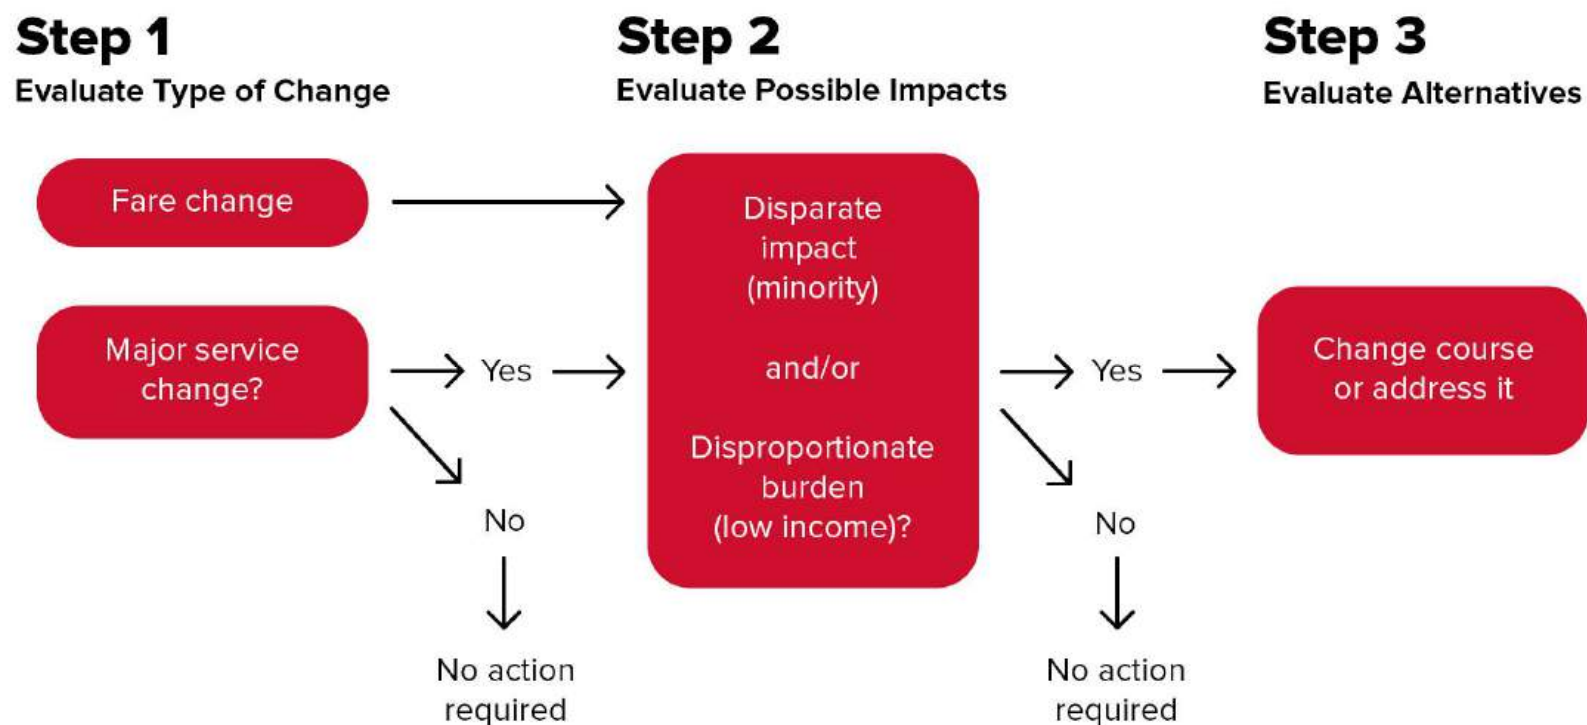 Step 1
Evaluate Type of Change
Fare change
Major service
change?
Yes
No
No action
required
Step 2
Evaluate Possible Impacts
Disparate
impact
(minority)
and/or
Disproportionate
burden
(low income)?
Yes
No
No action
required
Step 3
Evaluate Alternatives
Change course
or address it